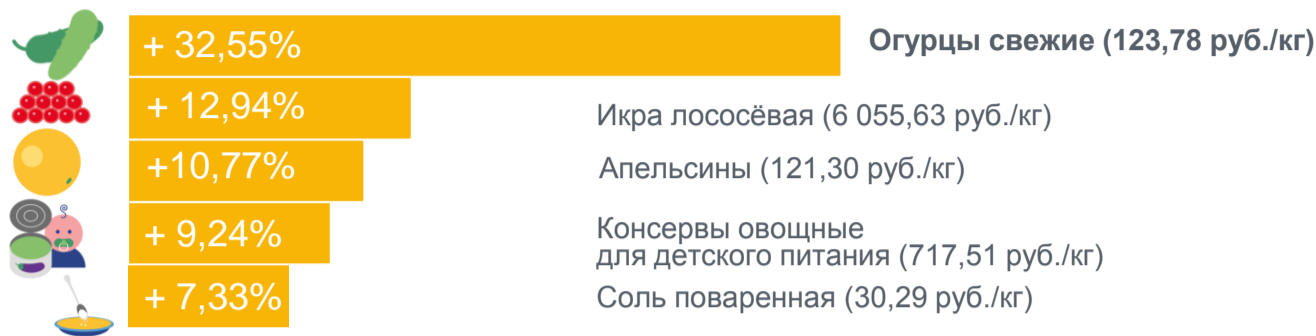 + 32,55%
Огурцы свежие (123,78 руб./кг)
+ 12,94%
Икра лососёвая (6 055,63 руб./кг)
+10,77%
Апельсины (121,30 руб./кг)
+ 9,24%
Консервы овощные
для детского питания (717,51 руб./кг)
+ 7,33%
Соль поваренная (30,29 руб./кг)